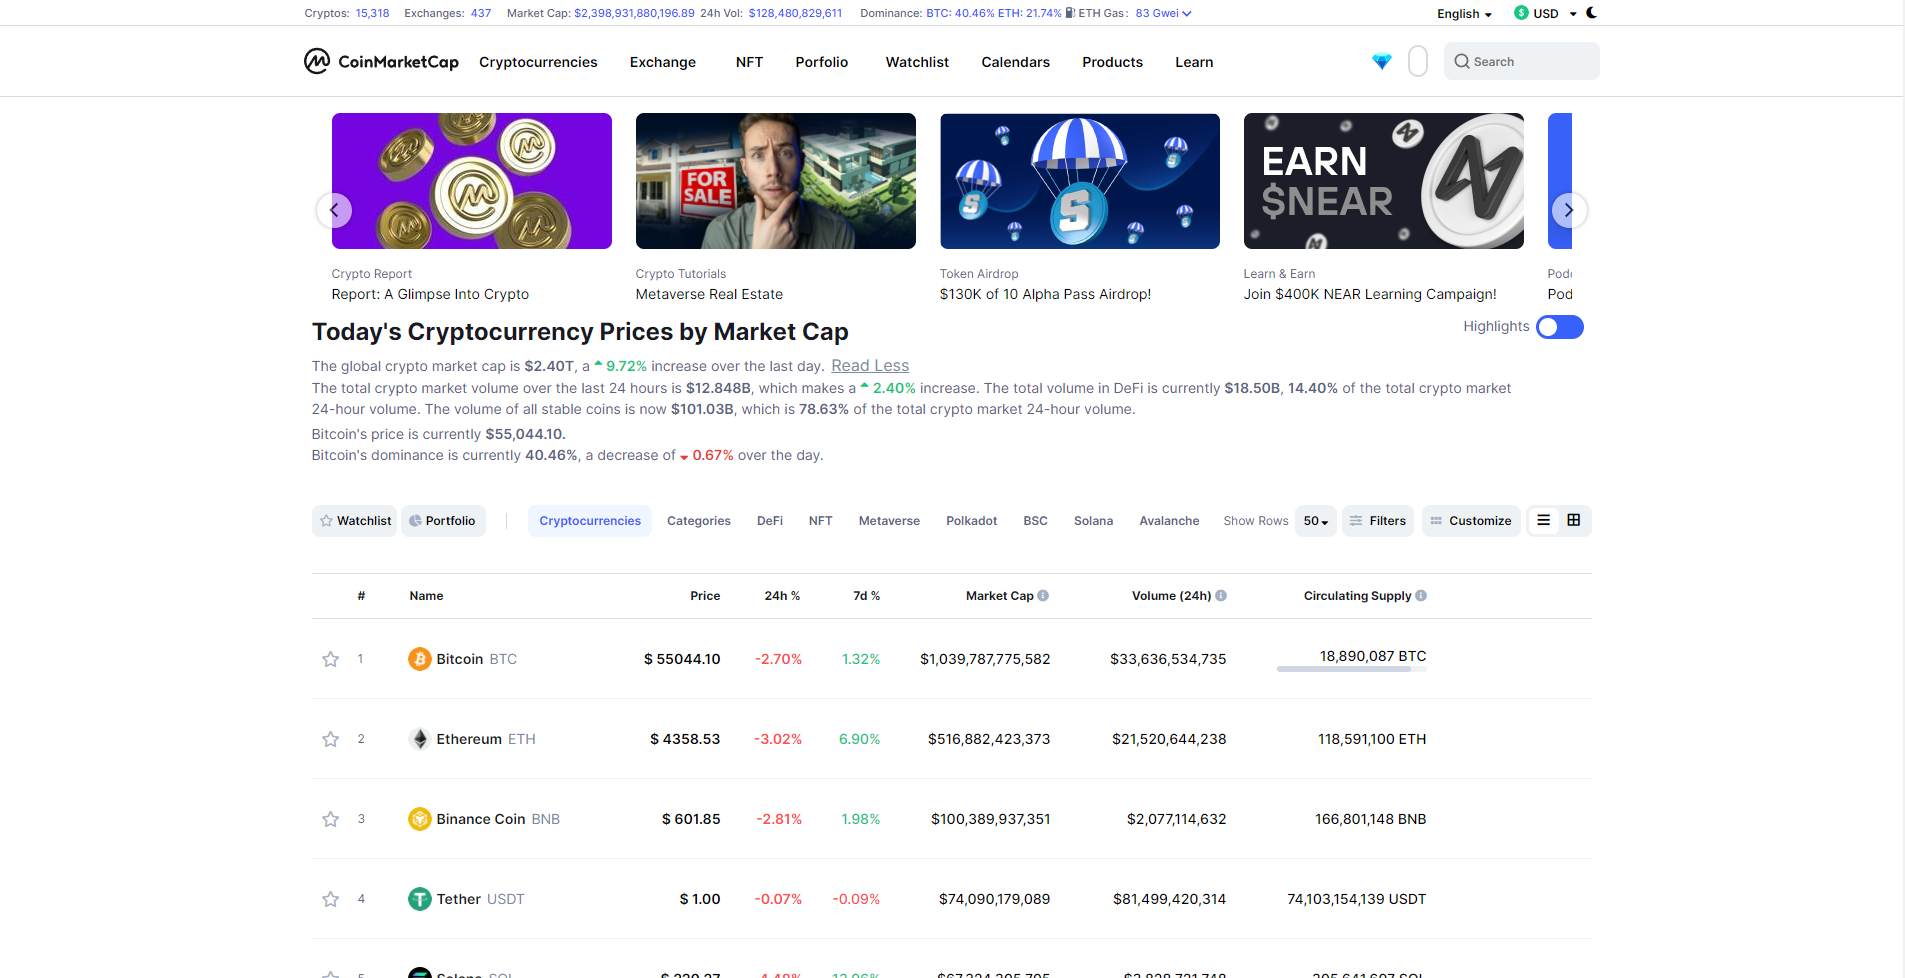 Cryptos: 15,318 Exchanges: 437 Market Cap: $2,398,931,880,196.89 24h Vol: $128,480,829,611 Dominance: BTC: 40.46% ETH: 21.74% ETH Gas: 83 Gwei English USD
CoinMarketCap Cryptocurrencies Exchange NFT Porfolio Watchlist Calendars Products Learn Search
FOR SALE
EARN
$NEAR
Crypto Report
Report: A Glimpse Into Crypto
Crypto Tutorials
Metaverse Real Estate
Token Airdrop
$130K of 10 Alpha Pass Airdrop!
Learn & Earn
Join $400K NEAR Learning Campaign!
Pod
Today's Cryptocurrency Prices by Market Cap Highlights
The global crypto market cap is $2.40T, a 9.72% increase over the last day. Read Less
The total crypto market volume over the last 24 hours is $12.848B, which makes a 2.40% increase. The total volume in DeFi is currently $18.50B, 14.40% of the total crypto market
24-hour volume. The volume of all stable coins is now $101.03B, which is 78.63% of the total crypto market 24-hour volume.
Bitcoin's price is currently $55,044.10.
Bitcoin's dominance is currently 40.46%, a decrease of 0.67% over the day.
Watchlist Portfolio Cryptocurrencies Categories DeFi NFT Metaverse Polkadot BSC Solana Avalanche Show Rows 50 Filters Customize
# Name Price 24h % 7d % Market Cap Volume (24h) Circulating Supply
1 Bitcoin BTC $ 55044.10 -2.70% 1.32% $1,039,787,775,582 $33,636,534,735 18,890,087 BTC
2 Ethereum ETH $ 4358.53 -3.02% 6.90% $516,882,423,373 $21,520,644,238 118,591,100 ETH
3 Binance Coin BNB $ 601.85 -2.81% 1.98% $100,389,937,351 $2,077,114,632 166,801,148 BNB
4 Tether USDT $ 1.00 -0.07% -0.09% $74,090,179,089 $81,499,420,314 74,103,154,139 USDT